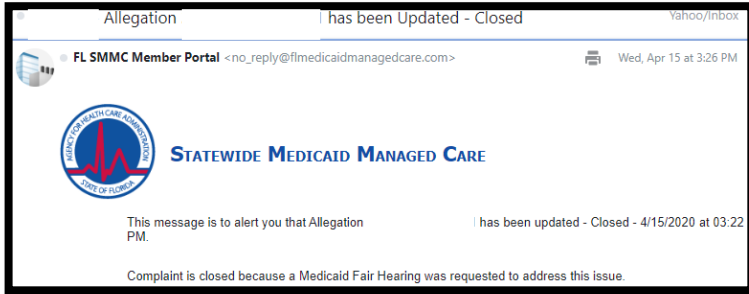 Allegation has been Updated - Closed Yahoo/Inbox
FL SMMC Member Portal <no_reply@flmedicaidmanagedcare.com> Wed, Apr 15 at 3:26 PM
AGENCY FOR HEALTH CARE ADMINISTRATION
STATE OF FLORIDA
STATEWIDE MEDICAID MANAGED CARE
This message is to alert you that Allegation has been updated - Closed - 4/15/2020 at 03:22
PM.
Complaint is closed because a Medicaid Fair Hearing was requested to address this issue.